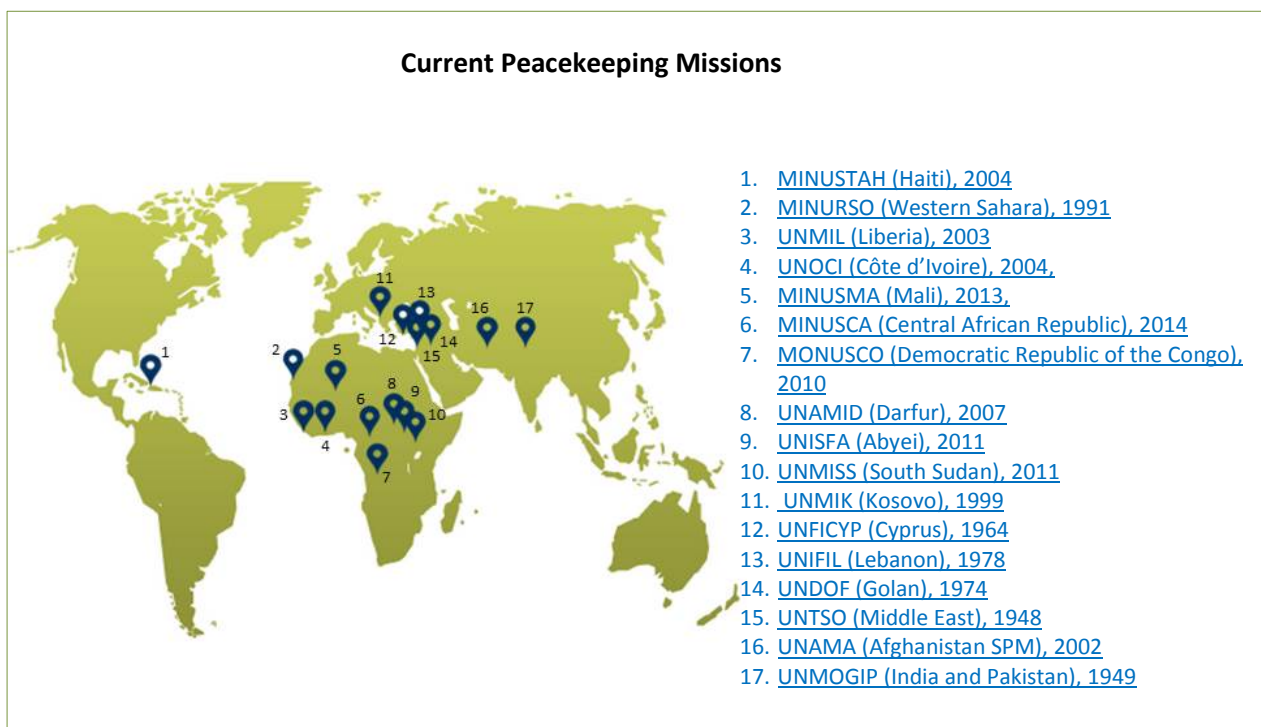 Current Peacekeeping Missions
1. MINUSTAH (Haiti), 2004
2. MINURSO (Western Sahara), 1991
3. UNMIL (Liberia), 2003
4. UNOCI (Côte d’Ivoire), 2004,
5. MINUSMA (Mali), 2013,
6. MINUSCA (Central African Republic), 2014
7. MONUSCO (Democratic Republic of the Congo),
2010
8. UNAMID (Darfur), 2007
9. UNISFA (Abyei), 2011
10. UNMISS (South Sudan), 2011
11. UNMIK (Kosovo), 1999
12. UNFICYP (Cyprus), 1964
13. UNIFIL (Lebanon), 1978
14. UNDOF (Golan), 1974
15. UNTSO (Middle East), 1948
16. UNAMA (Afghanistan SPM), 2002
17. UNMOGIP (India and Pakistan), 1949
11
13
16
17
12
14
15
2
5
1
8
9
3
6
10
4
7